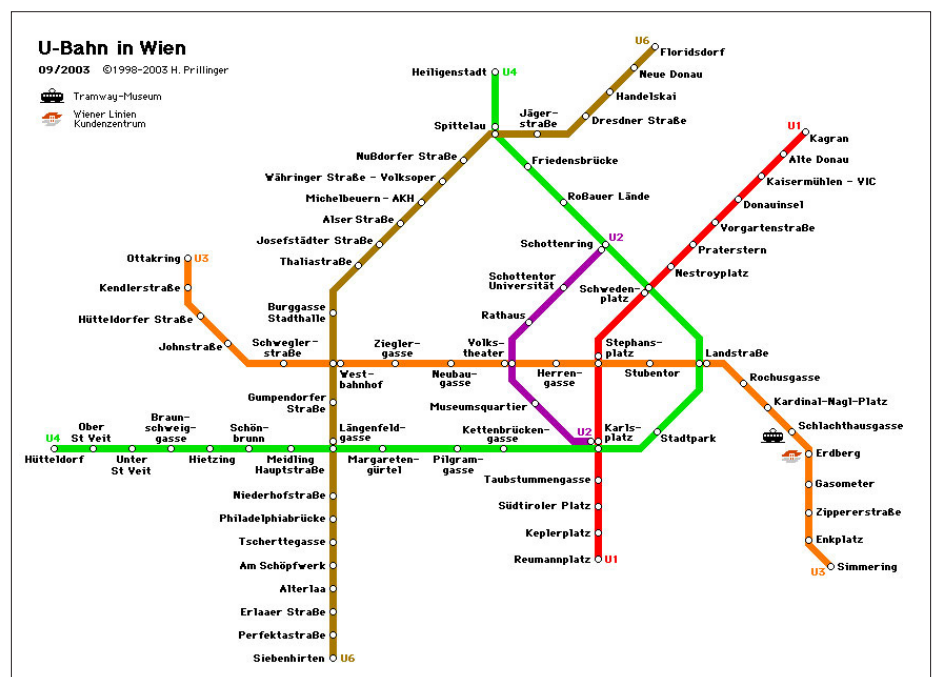 U-Bahn in Wien
09/2003 ©1998-2003 H. Prillinger
Tramway-Museum
Wiener Linien
Kundenzentrum
U6
Floridsdorf
Heiligenstadt
U4
Neue Donau
Handelskai
Jäger-
straße
Dresdner Straße
Spittelau
U1
Kagran
Nußdorfer Straße
Friedensbrücke
Alte Donau
Währinger Straße - Volksoper
Kaisermühlen - VIC
Michelbeuern - AKH
Roßauer Lände
Donauinsel
Alser Straße
Vorgartenstraße
Josefstädter Straße
Schottenring
U2
Praterstern
Thaliastraße
Nestroyplatz
Ottakring
U3
Schottentor
Universität
Schweden-
platz
Kendlerstraße
Burggasse
Stadthalle
Rathaus
Hütteldorfer Straße
Johnstraße
Schwegler-
straße
Ziegler-
gasse
Volks-
theater
Stephans-
platz
Landstraße
West-
bahnhof
Neubau-
gasse
Herren-
gasse
Stubentor
Rochusgasse
Gumpendorfer
Straße
Museumsquartier
Kardinal-Nagl-Platz
Schlachthausgasse
U4
Hütteldorf
Ober
St Veit
Unter
St Veit
Braun-
schweig-
gasse
Hietzing
Schön-
brunn
Meidling
Hauptstraße
Längenfeld-
gasse
Margareten-
gürtel
Pilgram-
gasse
Kettenbrücken-
gasse
U2
Karls-
platz
Stadtpark
Erdberg
Taubstummengasse
Gasometer
Niederhofstraße
Südtiroler Platz
Zippererstraße
Philadelphiabrücke
Keplerplatz
Enkplatz
Tscherttegasse
Reumannplatz
U1
Am Schöpfwerk
U3
Simmering
Alterlaa
Erlaaer Straße
Perfektastraße
Siebenhirten
U6